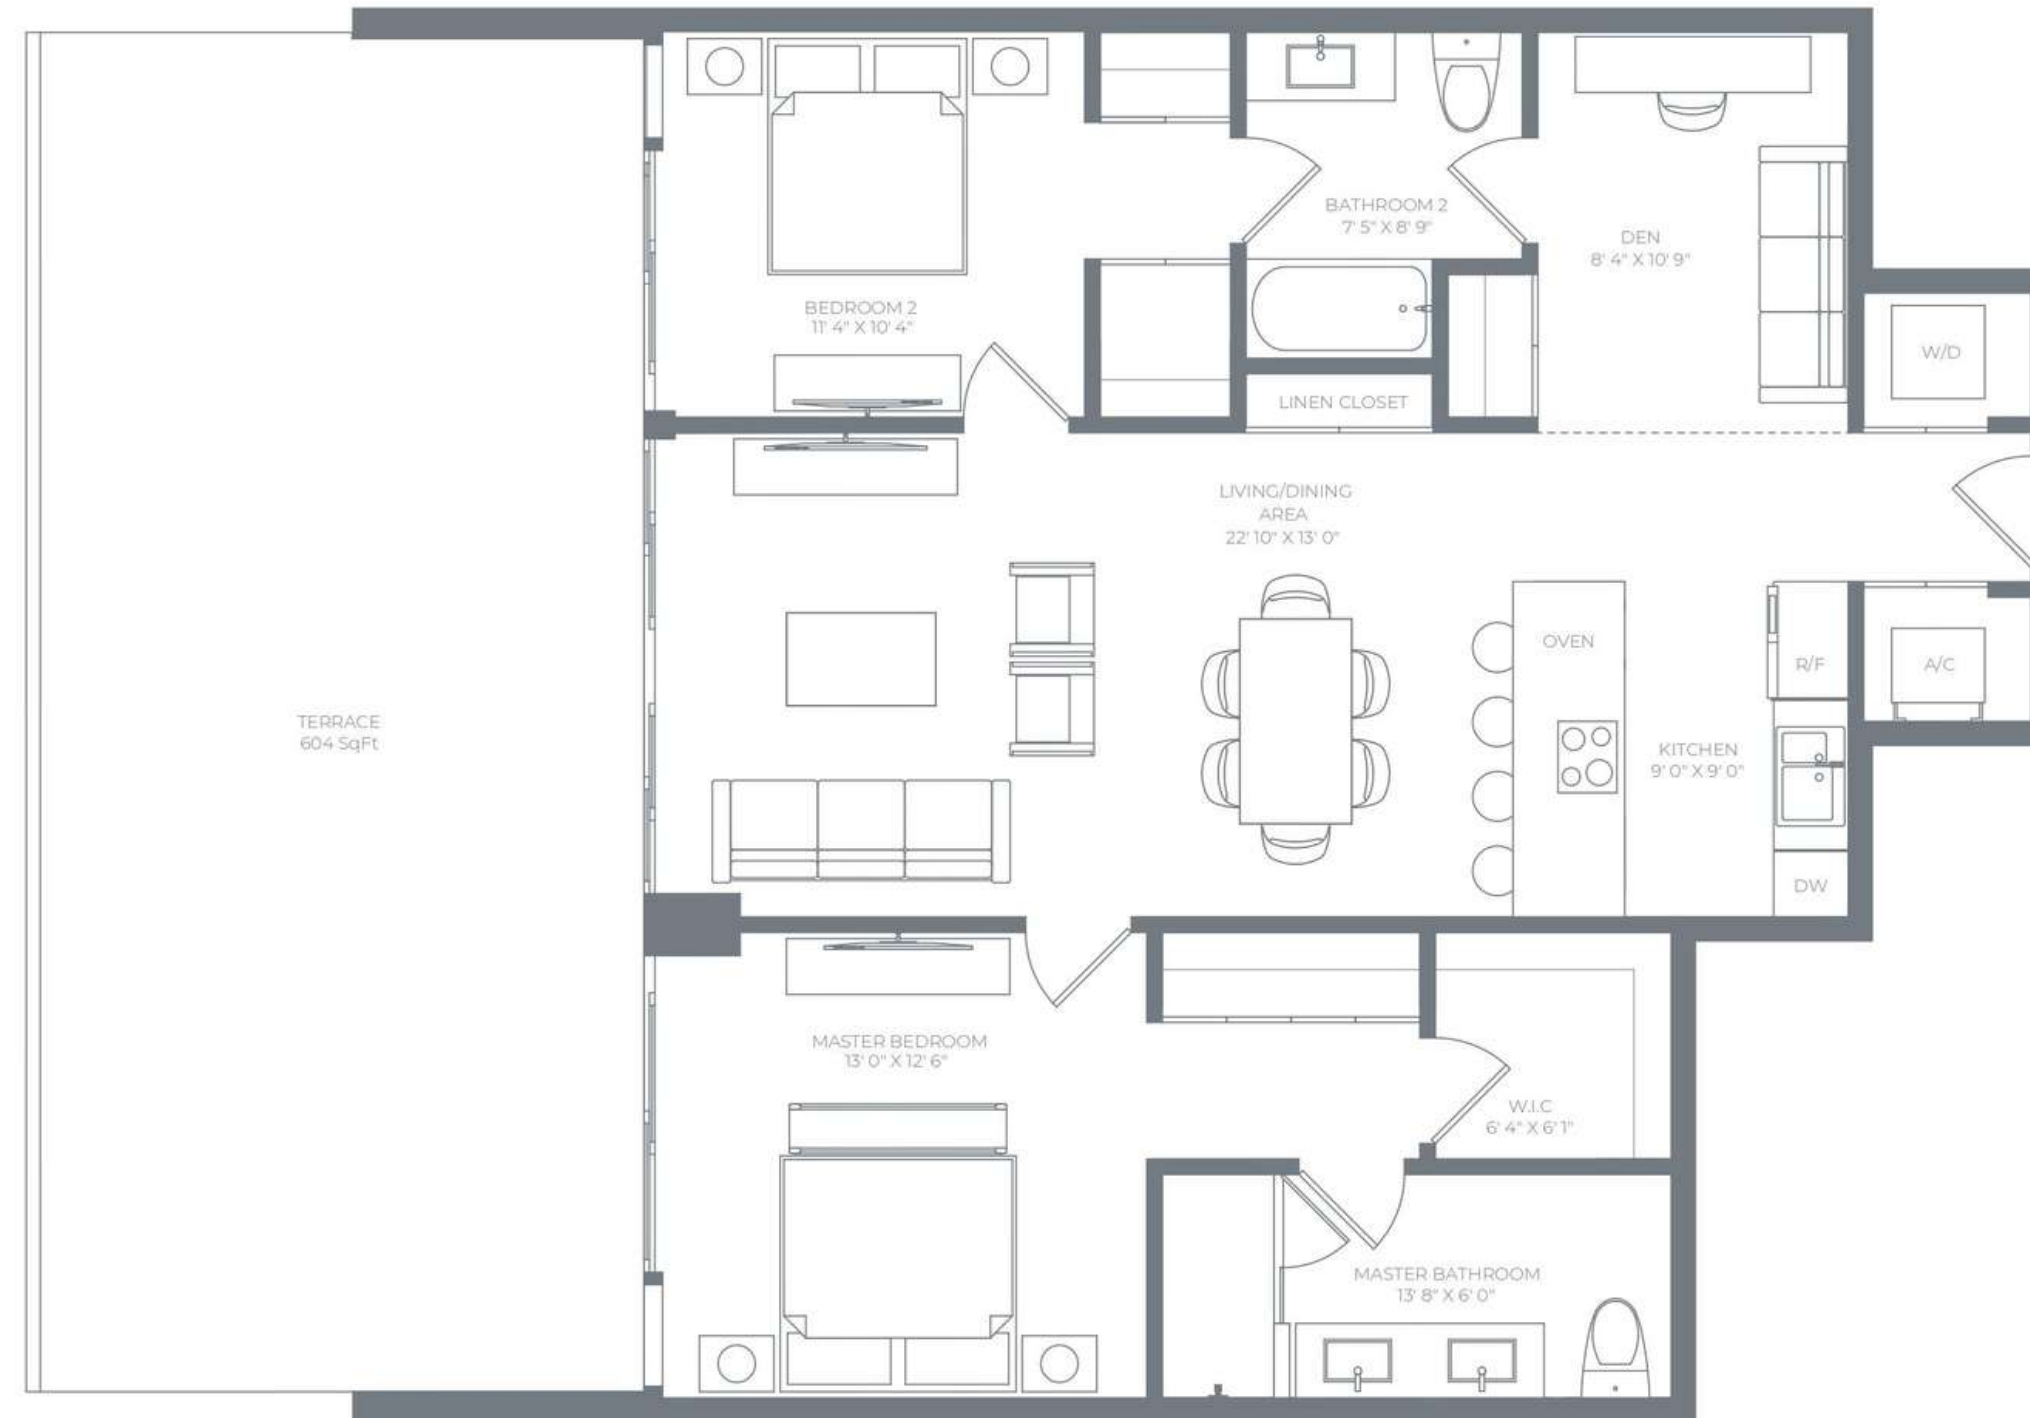 BATHROOM 2
7' 5" X 8' 9"
DEN
8' 4" X 10' 9"
BEDROOM 2
11' 4" X 10' 4"
W/D
LINEN CLOSET
LIVING/DINING
AREA
22' 10" X 13' 0"
OVEN
R/F
A/C
TERRACE
604 SqFt
KITCHEN
9' 0" X 9' 0"
DW
MASTER BEDROOM
13' 0" X 12' 6"
W.I.C
6' 4" X 6' 1"
MASTER BATHROOM
13' 8" X 6' 0"